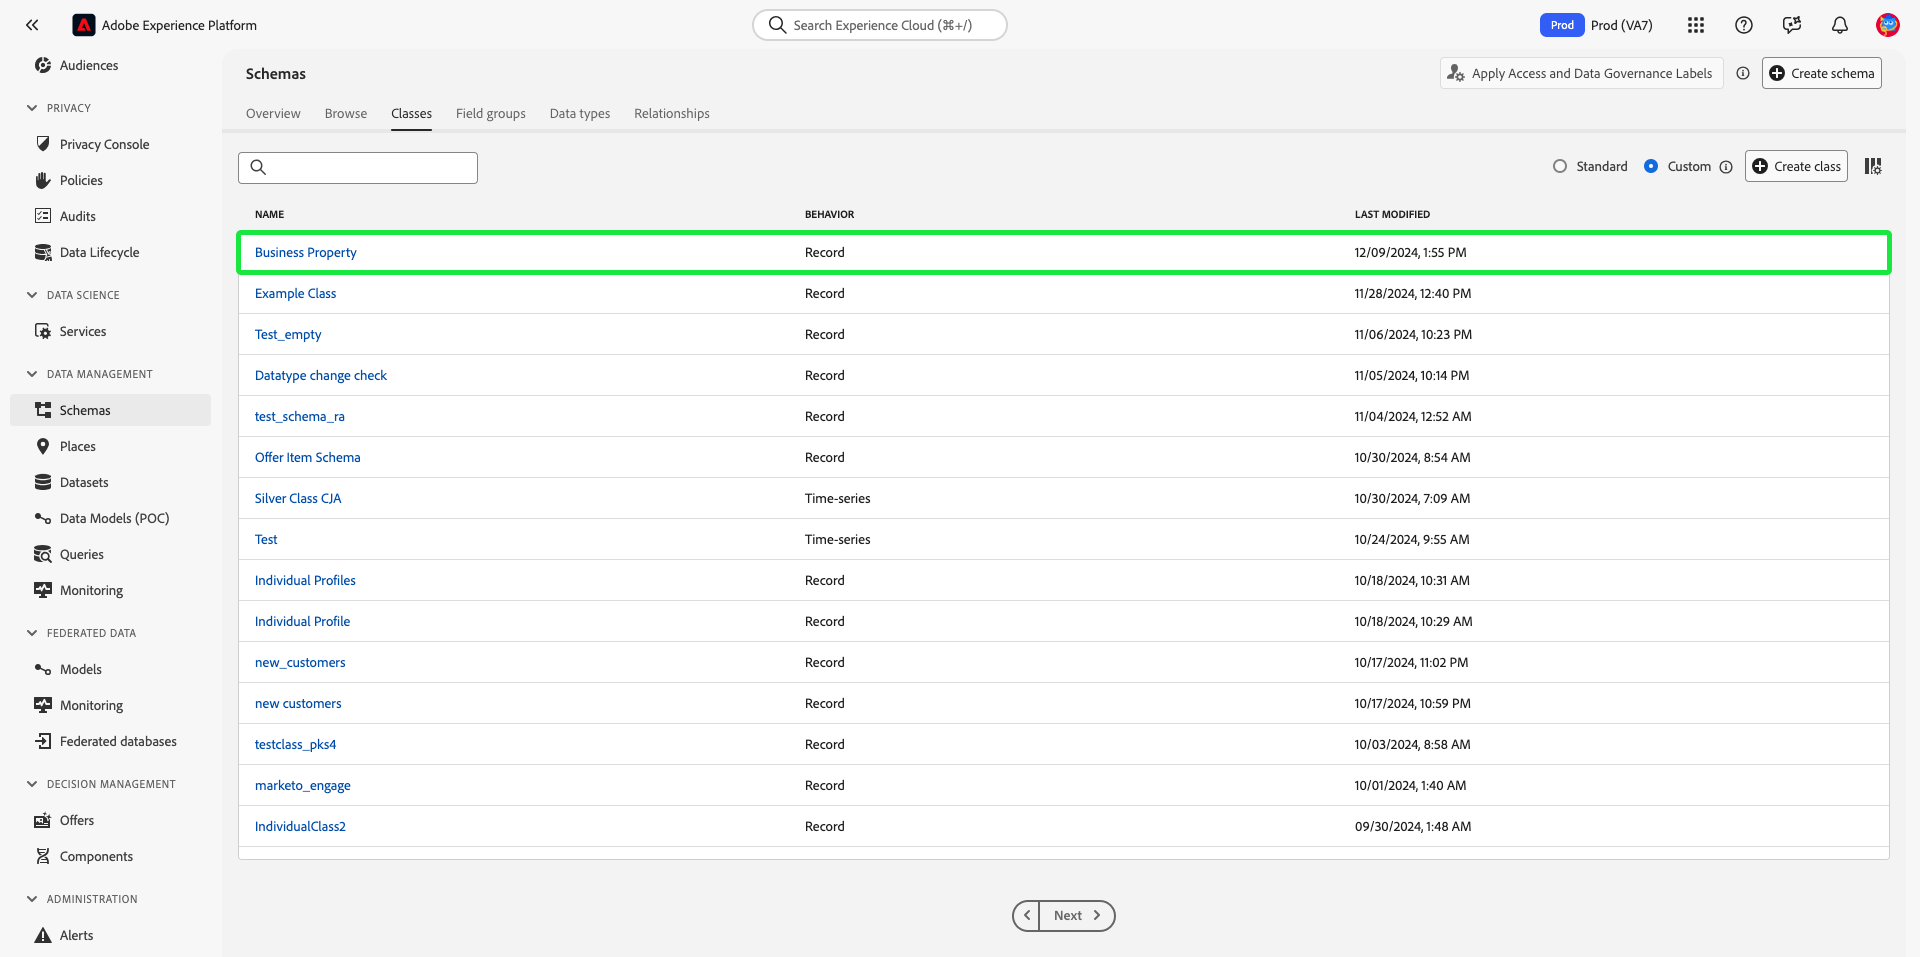 Adobe Experience Platform
Search Experience Cloud (⌘+/)
Prod
Prod (VA7)
Audiences
PRIVACY
Privacy Console
Policies
Audits
Data Lifecycle
DATA SCIENCE
Services
DATA MANAGEMENT
Schemas
Places
Datasets
Data Models (POC)
Queries
Monitoring
FEDERATED DATA
Models
Monitoring
Federated databases
DECISION MANAGEMENT
Offers
Components
ADMINISTRATION
Alerts
Schemas
Apply Access and Data Governance Labels
Create schema
Overview Browse Classes Field groups Data types Relationships
Standard Custom Create class
NAME BEHAVIOR LAST MODIFIED
Business Property Record 12/09/2024, 1:55 PM
Example Class Record 11/28/2024, 12:40 PM
Test_empty Record 11/06/2024, 10:23 PM
Datatype change check Record 11/05/2024, 10:14 PM
test_schema_ra Record 11/04/2024, 12:52 AM
Offer Item Schema Record 10/30/2024, 8:54 AM
Silver Class CJA Time-series 10/30/2024, 7:09 AM
Test Time-series 10/24/2024, 9:55 AM
Individual Profiles Record 10/18/2024, 10:31 AM
Individual Profile Record 10/18/2024, 10:29 AM
new_customers Record 10/17/2024, 11:02 PM
new customers Record 10/17/2024, 10:59 PM
testclass_pks4 Record 10/03/2024, 8:58 AM
marketo_engage Record 10/01/2024, 1:40 AM
IndividualClass2 Record 09/30/2024, 1:48 AM
Next